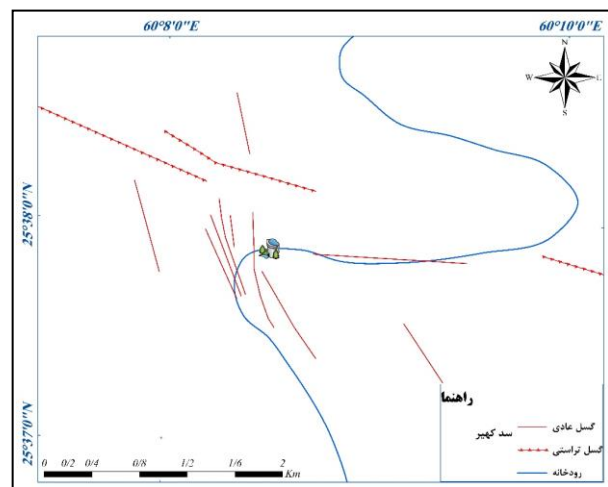 60°8'0"E
60°10'0"E
N
W
E
S
25°38'0"N
25°37'0"N
راهنما
گسل عادی
سد کهیر
گسل تراستی
رودخانه
0 0/2 0/4 0/8 1/2 1/6 2
Km